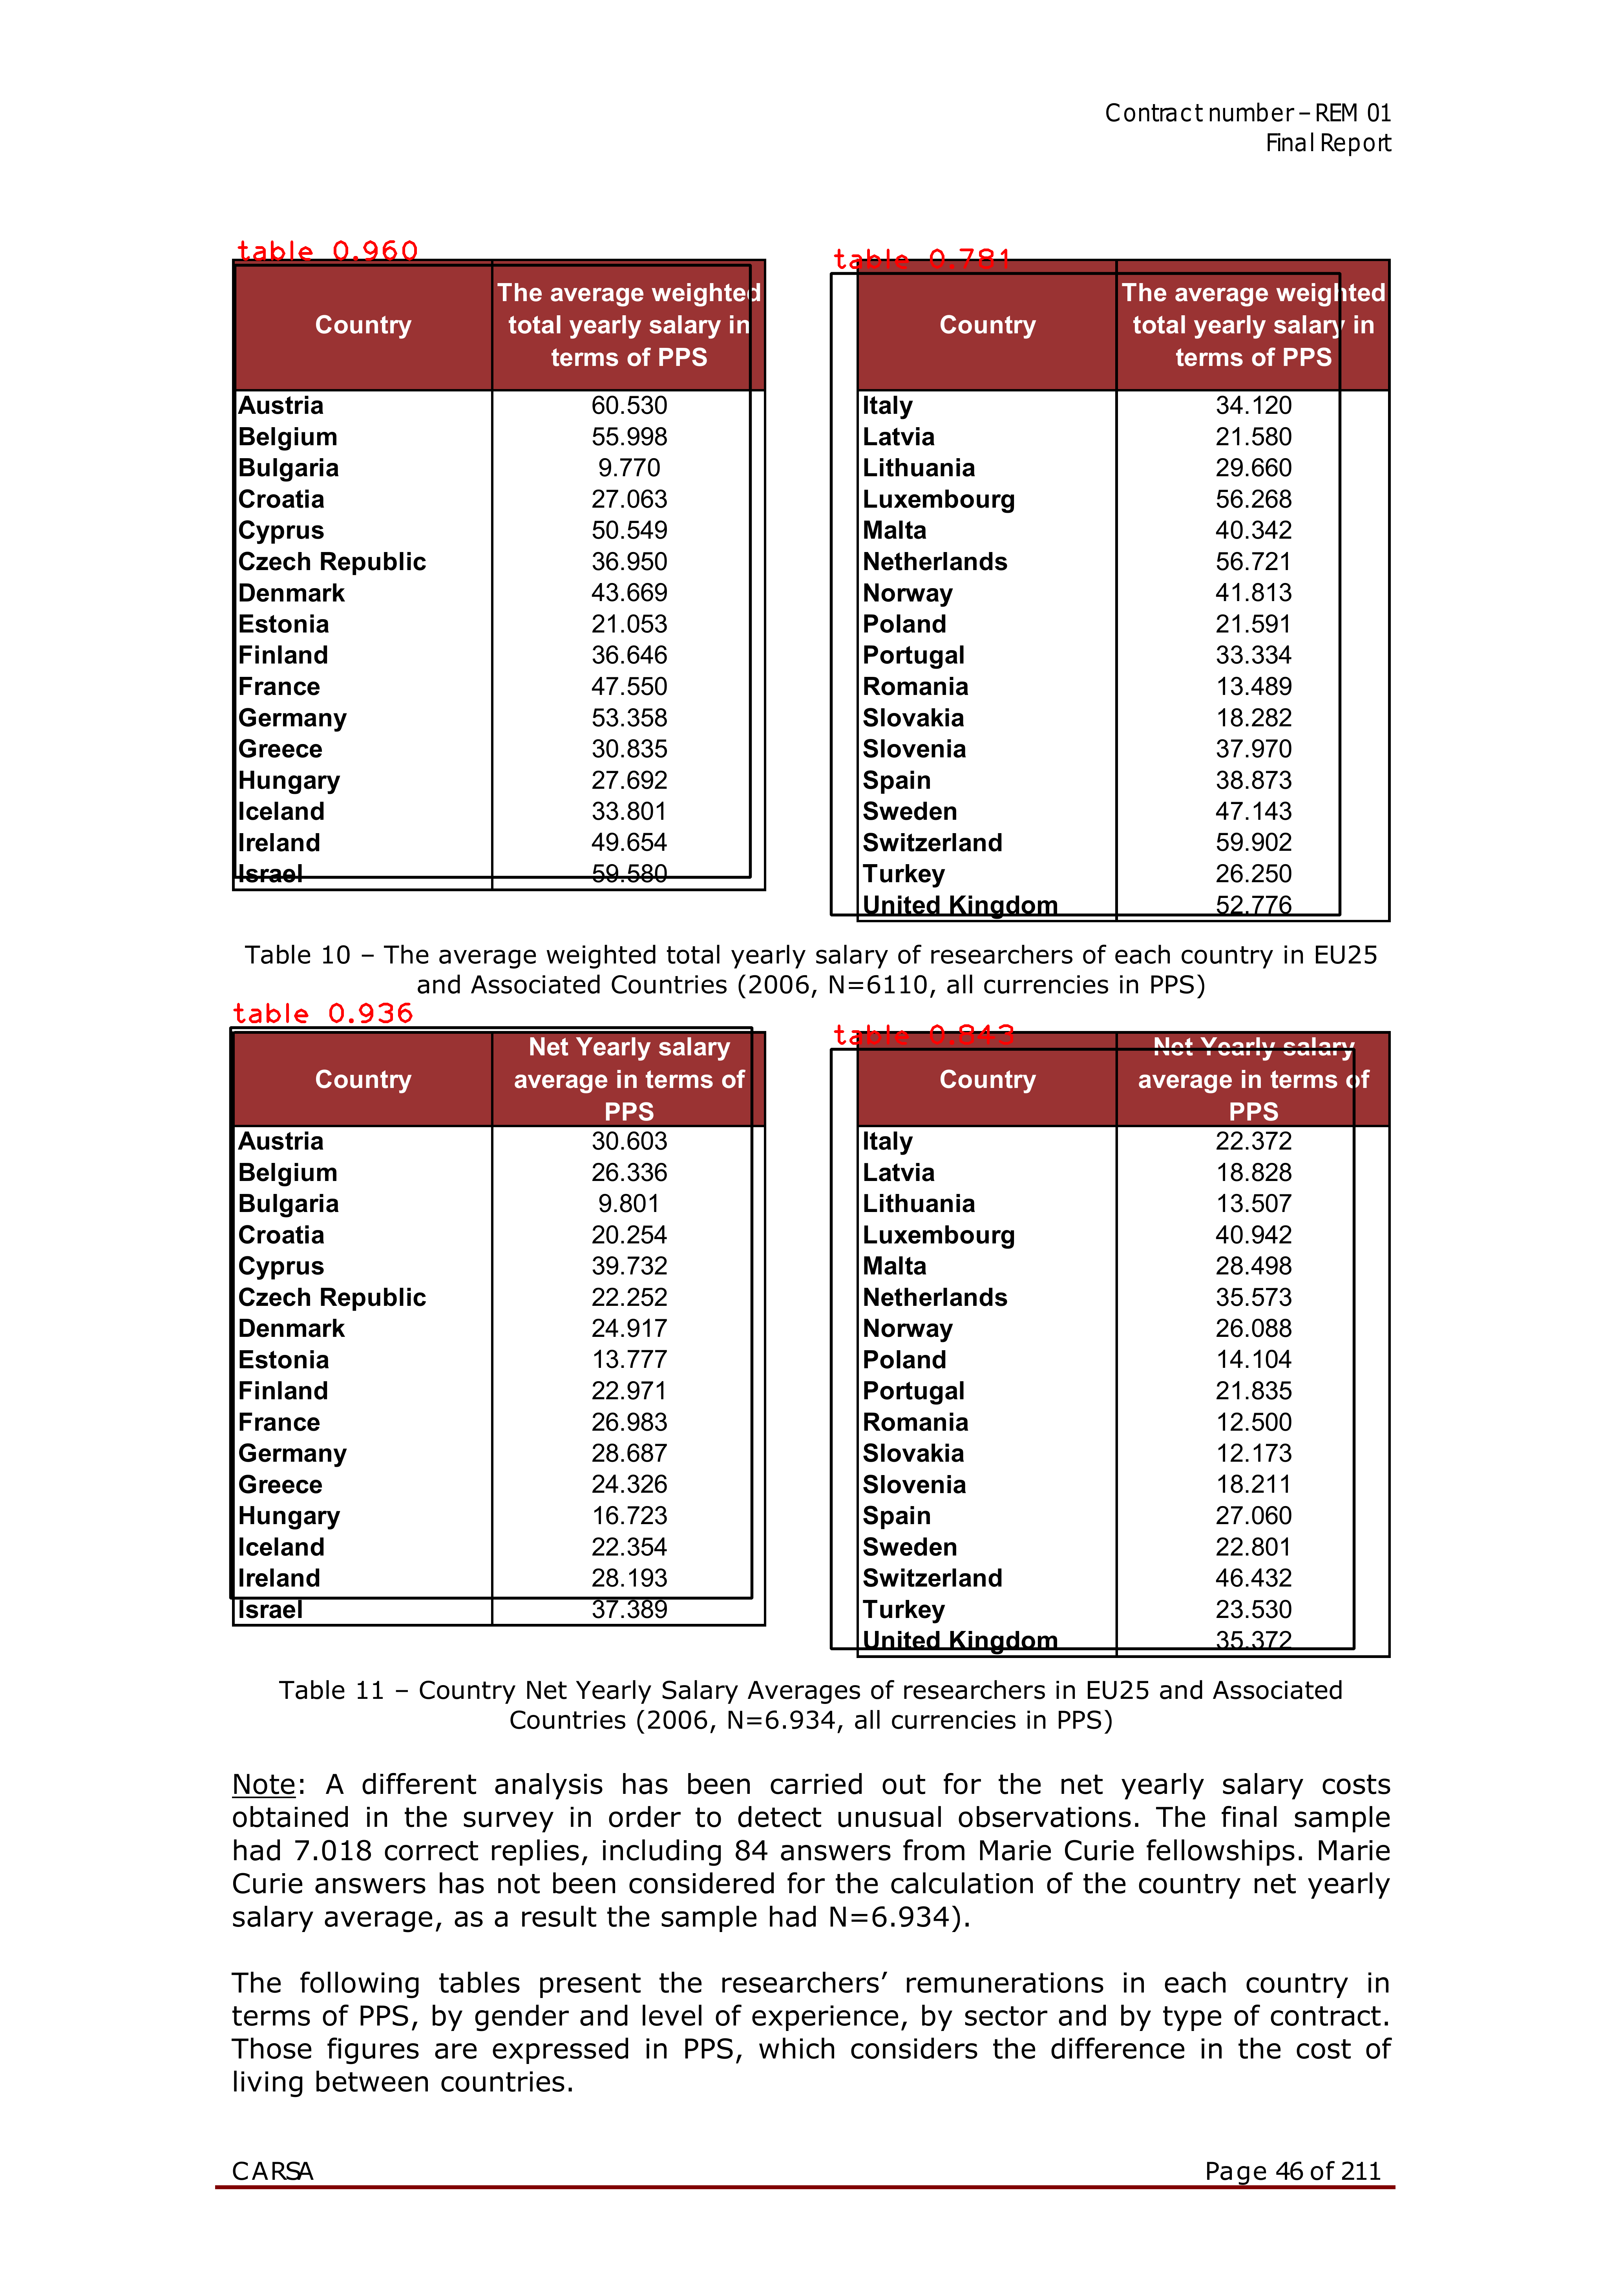 Contract number – REM 01
Final Report
table 0.960
Country
The average weighted
total yearly salary in
terms of PPS
Austria 60.530
Belgium 55.998
Bulgaria 9.770
Croatia 27.063
Cyprus 50.549
Czech Republic 36.950
Denmark 43.669
Estonia 21.053
Finland 36.646
France 47.550
Germany 53.358
Greece 30.835
Hungary 27.692
Iceland 33.801
Ireland 49.654
Israel 59.580
table 0.781
Country
The average weighted
total yearly salary in
terms of PPS
Italy 34.120
Latvia 21.580
Lithuania 29.660
Luxembourg 56.268
Malta 40.342
Netherlands 56.721
Norway 41.813
Poland 21.591
Portugal 33.334
Romania 13.489
Slovakia 18.282
Slovenia 37.970
Spain 38.873
Sweden 47.143
Switzerland 59.902
Turkey 26.250
United Kingdom 52.776
Table 10 – The average weighted total yearly salary of researchers of each country in EU25
and Associated Countries (2006, N=6110, all currencies in PPS)
table 0.936
Country
Net Yearly salary
average in terms of
PPS
Austria 30.603
Belgium 26.336
Bulgaria 9.801
Croatia 20.254
Cyprus 39.732
Czech Republic 22.252
Denmark 24.917
Estonia 13.777
Finland 22.971
France 26.983
Germany 28.687
Greece 24.326
Hungary 16.723
Iceland 22.354
Ireland 28.193
Israel 37.389
table 0.843
Country
Net Yearly salary
average in terms of
PPS
Italy 22.372
Latvia 18.828
Lithuania 13.507
Luxembourg 40.942
Malta 28.498
Netherlands 35.573
Norway 26.088
Poland 14.104
Portugal 21.835
Romania 12.500
Slovakia 12.173
Slovenia 18.211
Spain 27.060
Sweden 22.801
Switzerland 46.432
Turkey 23.530
United Kingdom 35.372
Table 11 – Country Net Yearly Salary Averages of researchers in EU25 and Associated
Countries (2006, N=6.934, all currencies in PPS)
Note: A different analysis has been carried out for the net yearly salary costs
obtained in the survey in order to detect unusual observations. The final sample
had 7.018 correct replies, including 84 answers from Marie Curie fellowships. Marie
Curie answers has not been considered for the calculation of the country net yearly
salary average, as a result the sample had N=6.934).
The following tables present the researchers’ remunerations in each country in
terms of PPS, by gender and level of experience, by sector and by type of contract.
Those figures are expressed in PPS, which considers the difference in the cost of
living between countries.
CARSA
Page 46 of 211